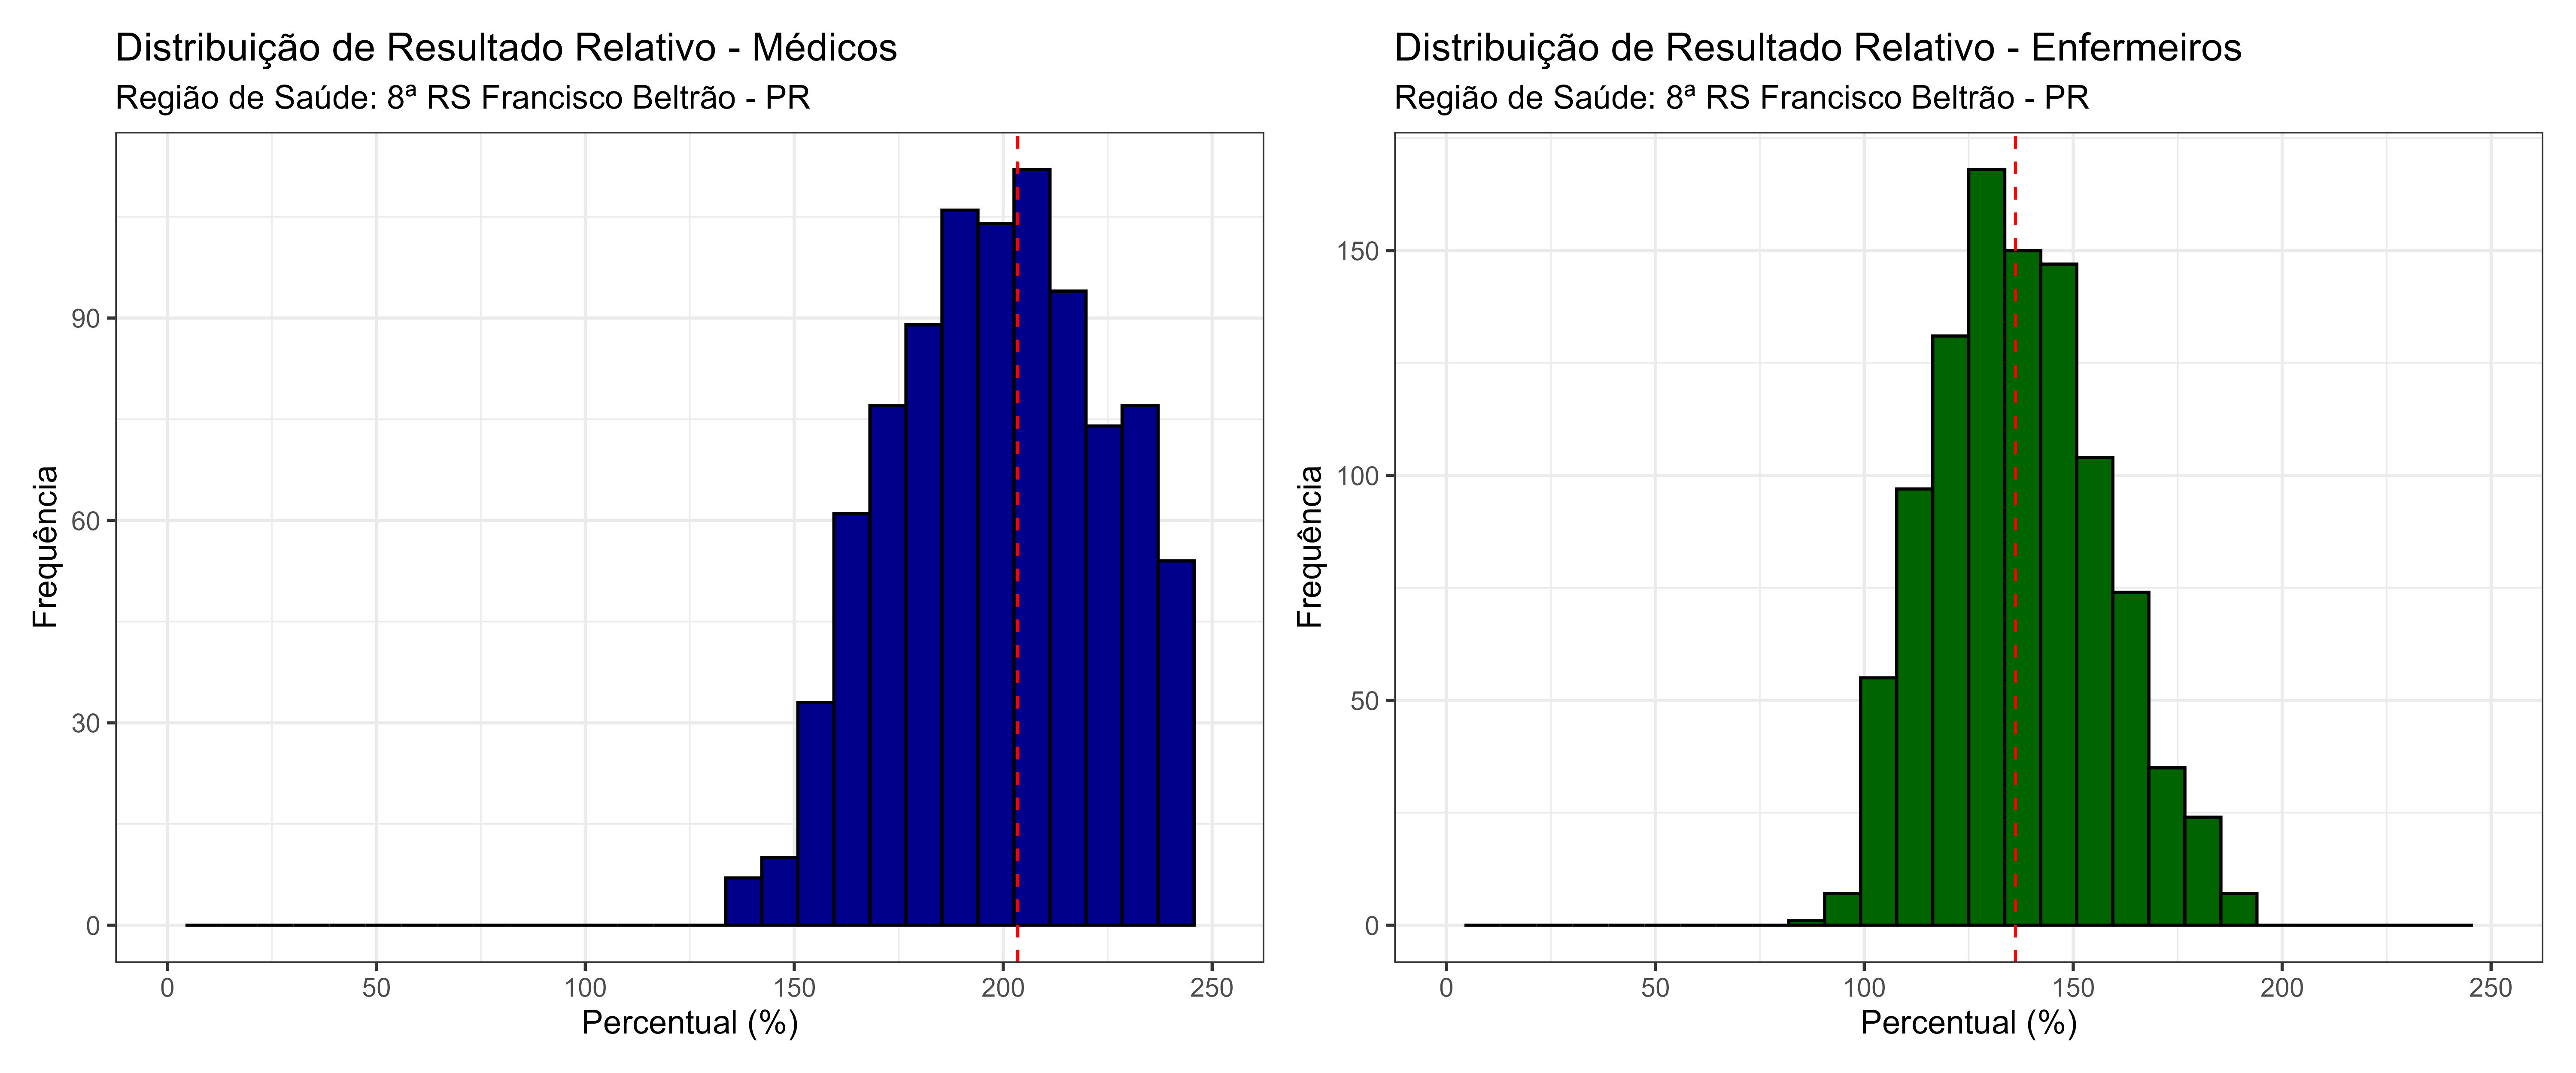 Distribuição de Resultado Relativo - Médicos
Região de Saúde: 8ª RS Francisco Beltrão - PR
Frequência
90
60
30
0
0 50 100 150 200 250
Percentual (%)
Distribuição de Resultado Relativo - Enfermeiros
Região de Saúde: 8ª RS Francisco Beltrão - PR
Frequência
150
100
50
0
0 50 100 150 200 250
Percentual (%)